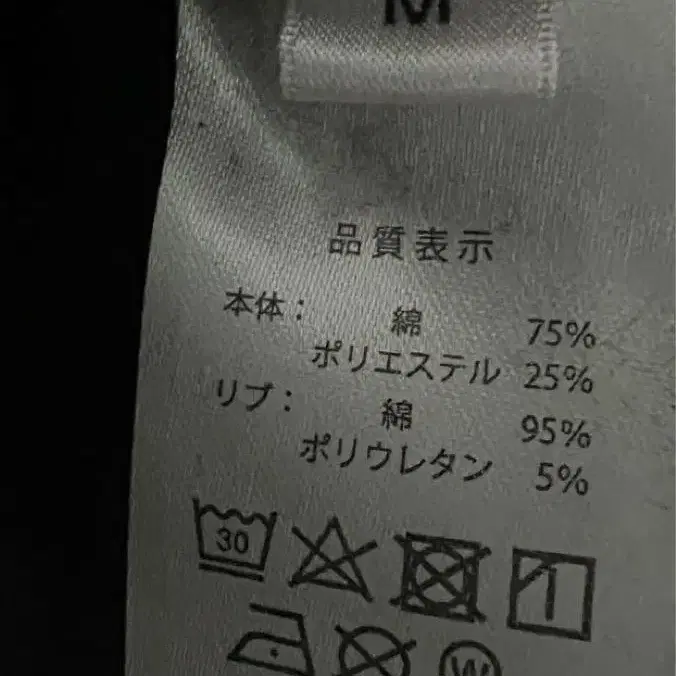 M
品質表示
本体： 綿 75%
ポリエステル 25%
リブ： 綿 95%
ポリウレタン 5%
30
W